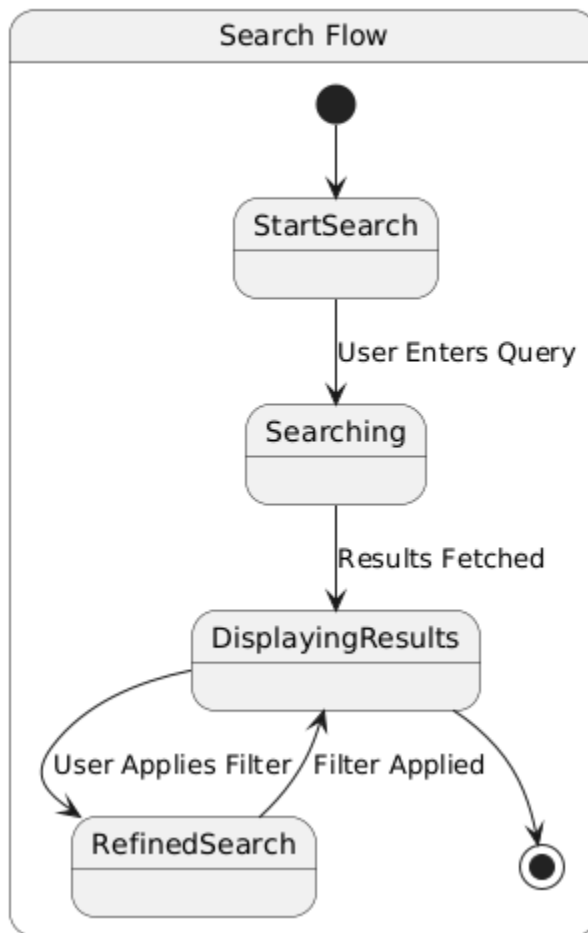 Search Flow
StartSearch
User Enters Query
Searching
Results Fetched
DisplayingResults
User Applies Filter
Filter Applied
RefinedSearch